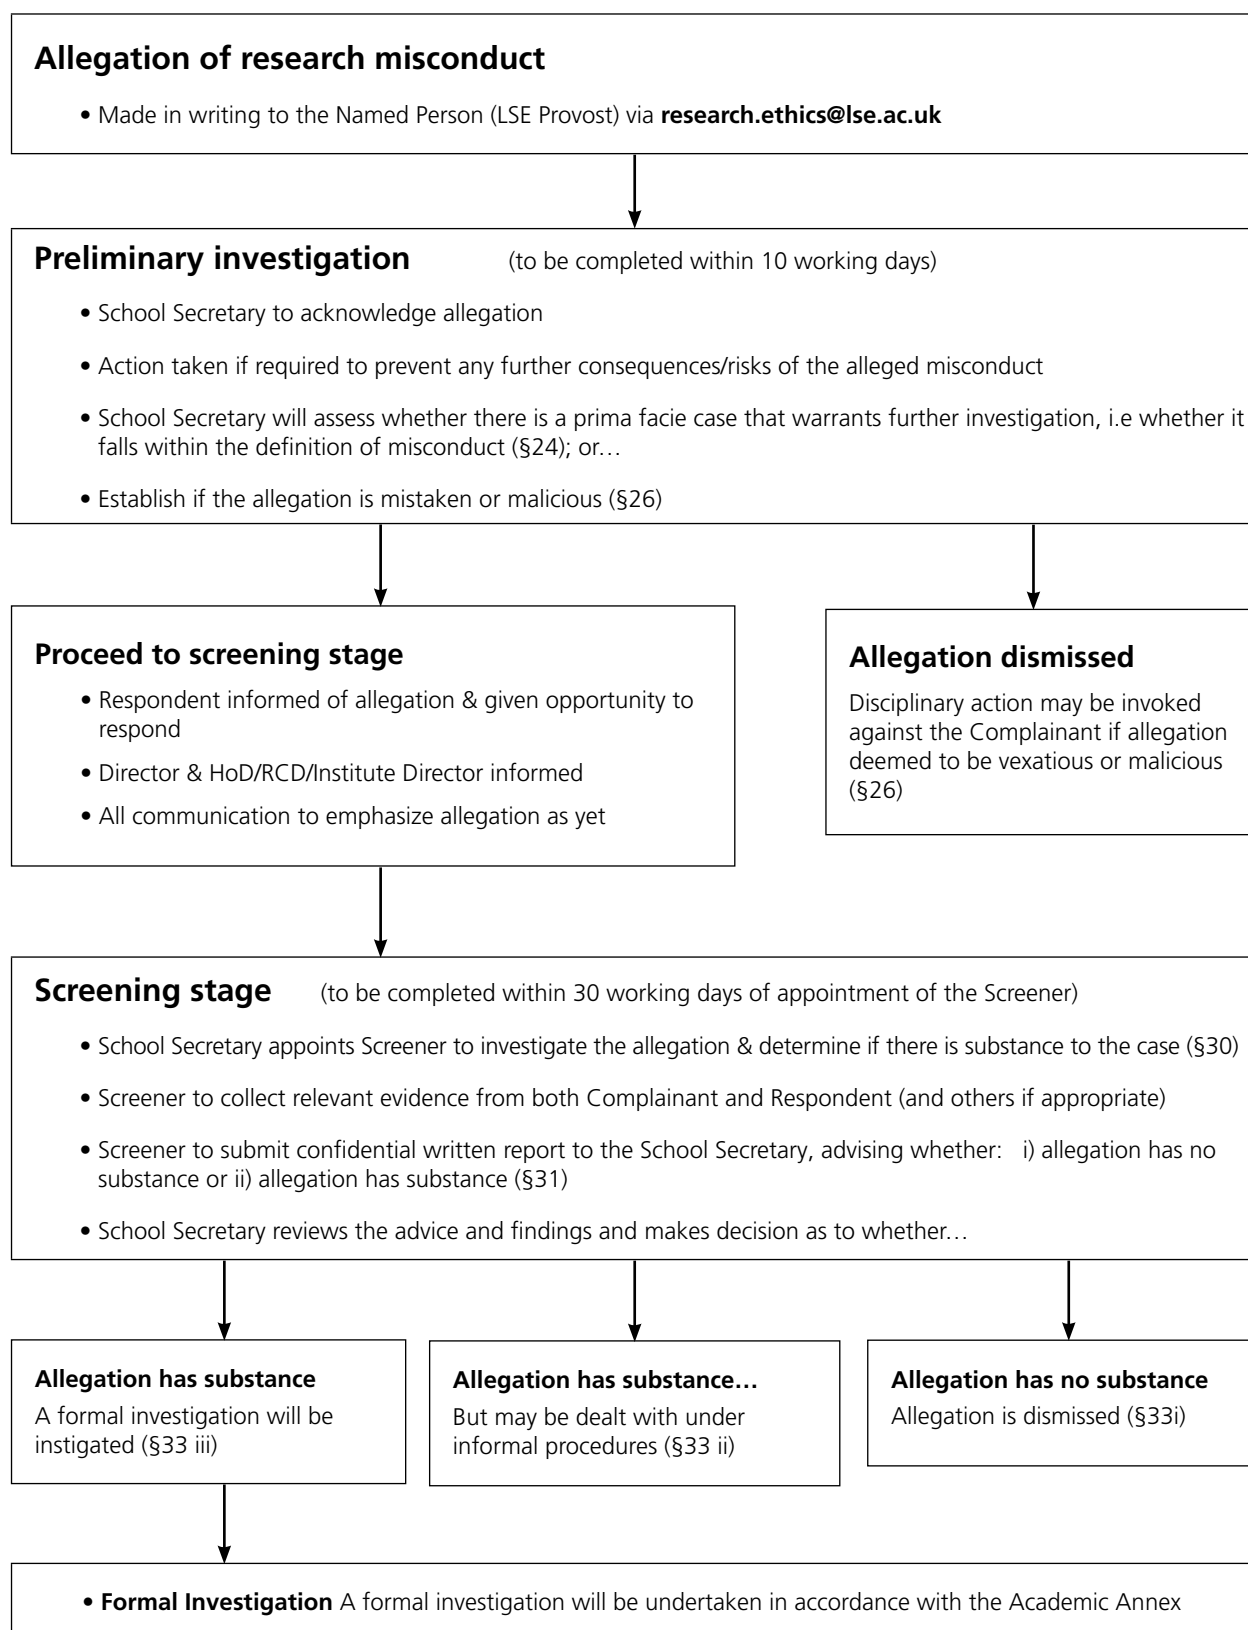 Allegation of research misconduct
• Made in writing to the Named Person (LSE Provost) via research.ethics@lse.ac.uk
Preliminary investigation (to be completed within 10 working days)
• School Secretary to acknowledge allegation
• Action taken if required to prevent any further consequences/risks of the alleged misconduct
• School Secretary will assess whether there is a prima facie case that warrants further investigation, i.e whether it
falls within the definition of misconduct (§24); or…
• Establish if the allegation is mistaken or malicious (§26)
Proceed to screening stage
• Respondent informed of allegation & given opportunity to
respond
• Director & HoD/RCD/Institute Director informed
• All communication to emphasize allegation as yet
Allegation dismissed
Disciplinary action may be invoked
against the Complainant if allegation
deemed to be vexatious or malicious
(§26)
Screening stage (to be completed within 30 working days of appointment of the Screener)
• School Secretary appoints Screener to investigate the allegation & determine if there is substance to the case (§30)
• Screener to collect relevant evidence from both Complainant and Respondent (and others if appropriate)
• Screener to submit confidential written report to the School Secretary, advising whether: i) allegation has no
substance or ii) allegation has substance (§31)
• School Secretary reviews the advice and findings and makes decision as to whether…
Allegation has substance
A formal investigation will be
instigated (§33 iii)
Allegation has substance…
But may be dealt with under
informal procedures (§33 ii)
Allegation has no substance
Allegation is dismissed (§33i)
• Formal Investigation A formal investigation will be undertaken in accordance with the Academic Annex